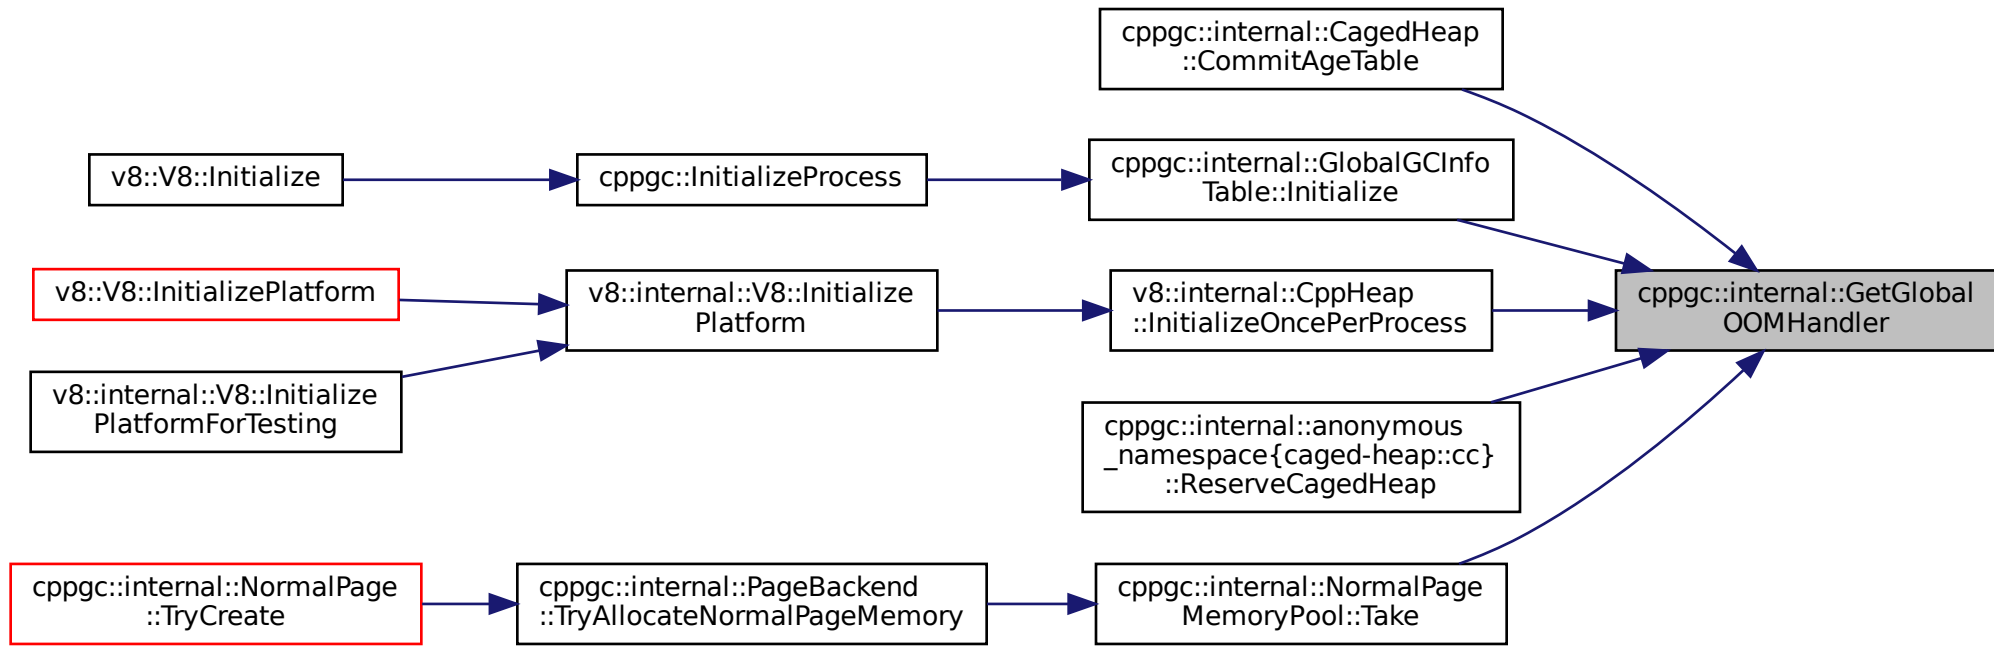 cppgc::internal::CagedHeap
::CommitAgeTable
v8::V8::Initialize
cppgc::InitializeProcess
cppgc::internal::GlobalGCInfo
Table::Initialize
v8::V8::InitializePlatform
v8::internal::V8::Initialize
Platform
v8::internal::CppHeap
::InitializeOncePerProcess
cppgc::internal::GetGlobal
OOMHandler
v8::internal::V8::Initialize
PlatformForTesting
cppgc::internal::anonymous
_namespace{caged-heap::cc}
::ReserveCagedHeap
cppgc::internal::NormalPage
::TryCreate
cppgc::internal::PageBackend
::TryAllocateNormalPageMemory
cppgc::internal::NormalPage
MemoryPool::Take